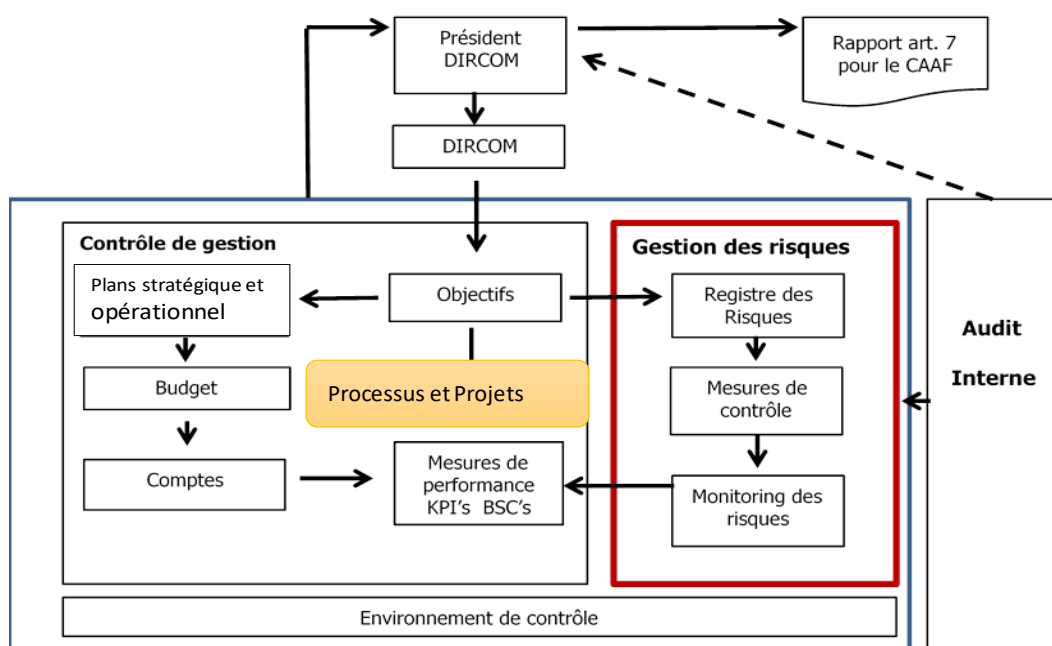 Président
DIRCOM
Rapport art. 7
pour le CAAF
DIRCOM
Contrôle de gestion
Plans stratégique et
opérationnel
Objectifs
Budget
Processus et Projets
Comptes
Mesures de
performance
KPI's BSC's
Gestion des risques
Registre des
Risques
Mesures de
contrôle
Monitoring des
risques
Audit
Interne
Environnement de contrôle